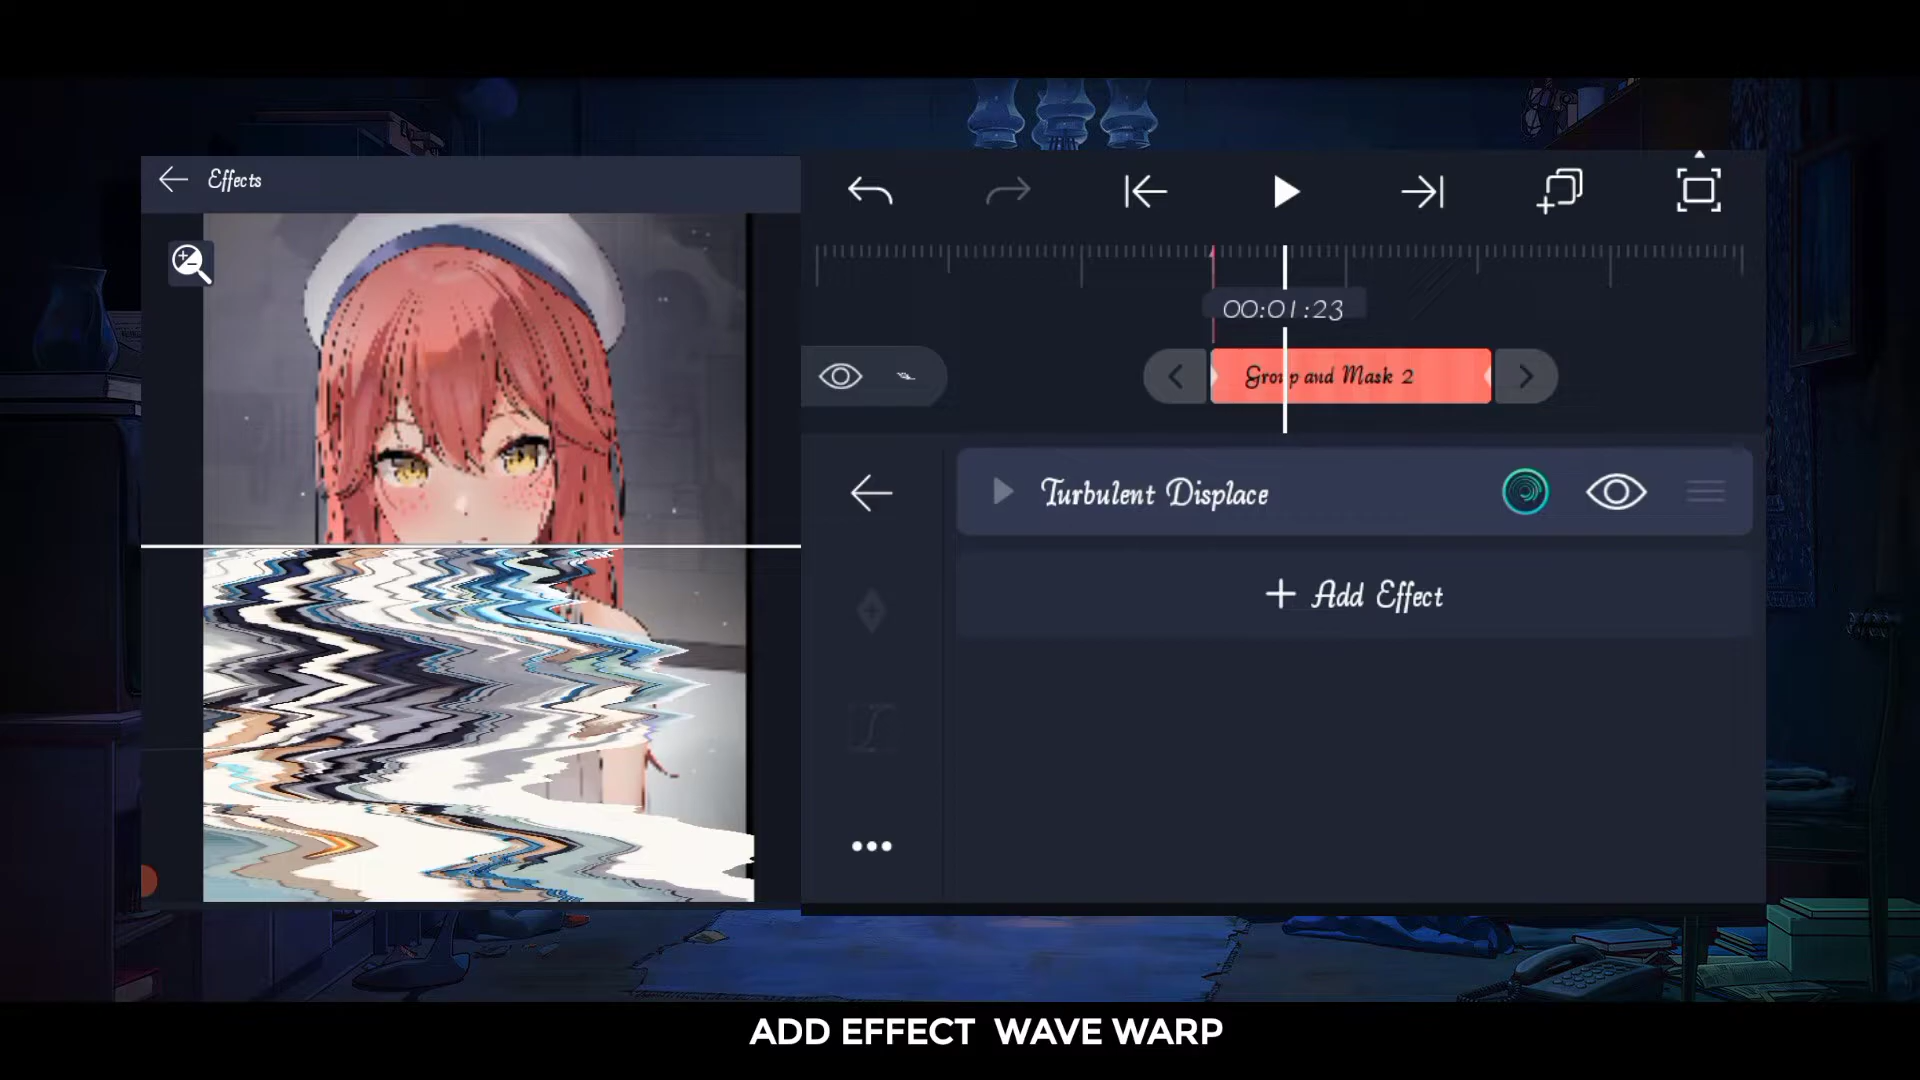 Effects
00:01:23
Group and Mask 2
Turbulent Displace
+ Add Effect
ADD EFFECT WAVE WARP